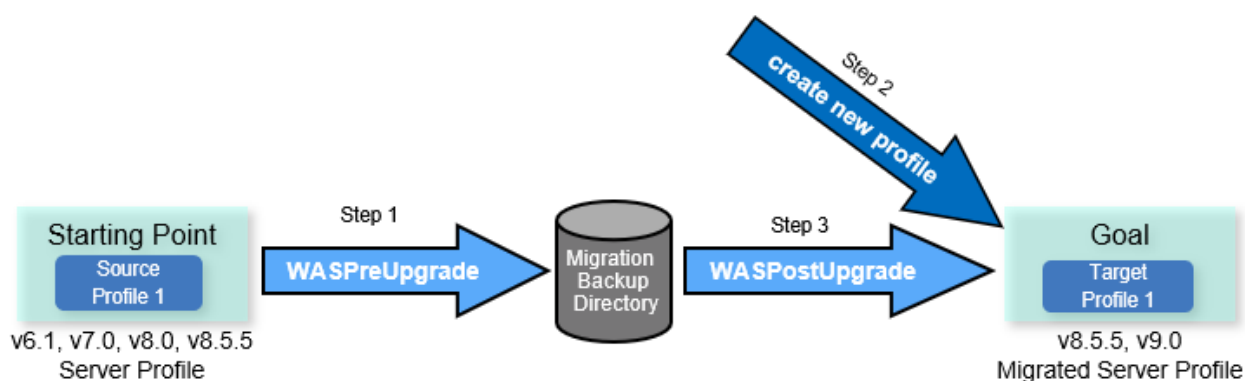 Step 2
create new profile
Starting Point
Source
Profile 1
v6.1, v7.0, v8.0, v8.5.5
Server Profile
Step 1
WASPreUpgrade
Migration
Backup
Directory
Step 3
WASPostUpgrade
Goal
Target
Profile 1
v8.5.5, v9.0
Migrated Server Profile